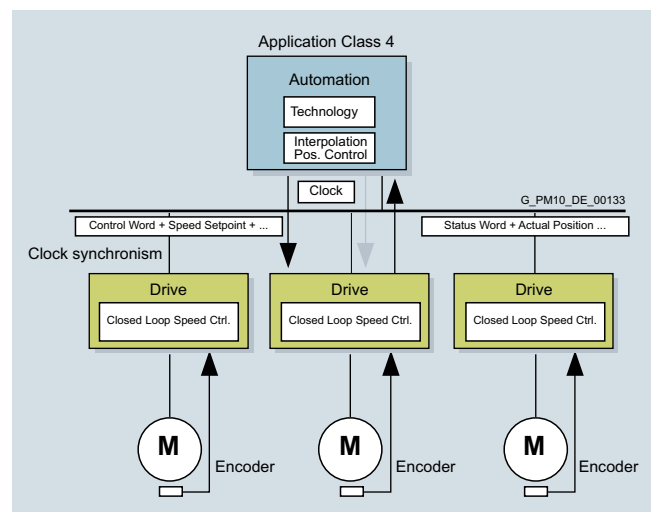 Application Class 4
Automation
Technology
Interpolation
Pos. Control
Clock
G_PM10_DE_00133
Control Word + Speed Setpoint + ...
Status Word + Actual Position ...
Clock synchronism
Drive
Drive
Drive
Closed Loop Speed Ctrl.
Closed Loop Speed Ctrl.
Closed Loop Speed Ctrl.
M
M
M
Encoder
Encoder
Encoder